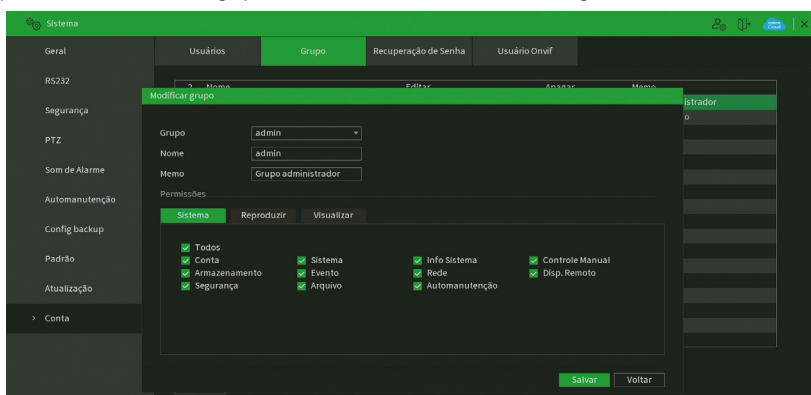 Sistema
Geral
RS232
Segurança
PTZ
Som de Alarme
Automanutenção
Config backup
Padrão
Atualização
> Conta
Usuários Grupo Recuperação de Senha Usuário Onvif
2 Nome Editar Apagar Memo
istrador
o
Modificar grupo
Grupo admin
Nome admin
Memo Grupo administrador
Permissões
Sistema Reproduzir Visualizar
Todos
Conta Sistema Info Sistema Controle Manual
Armazenamento Evento Rede Disp. Remoto
Segurança Arquivo Automanutenção
Salvar Voltar